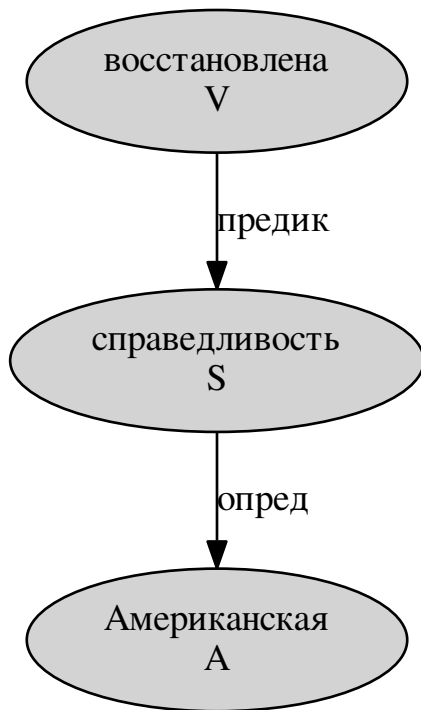 восстановлена
V
предик
справедливость
S
опред
Американская
A